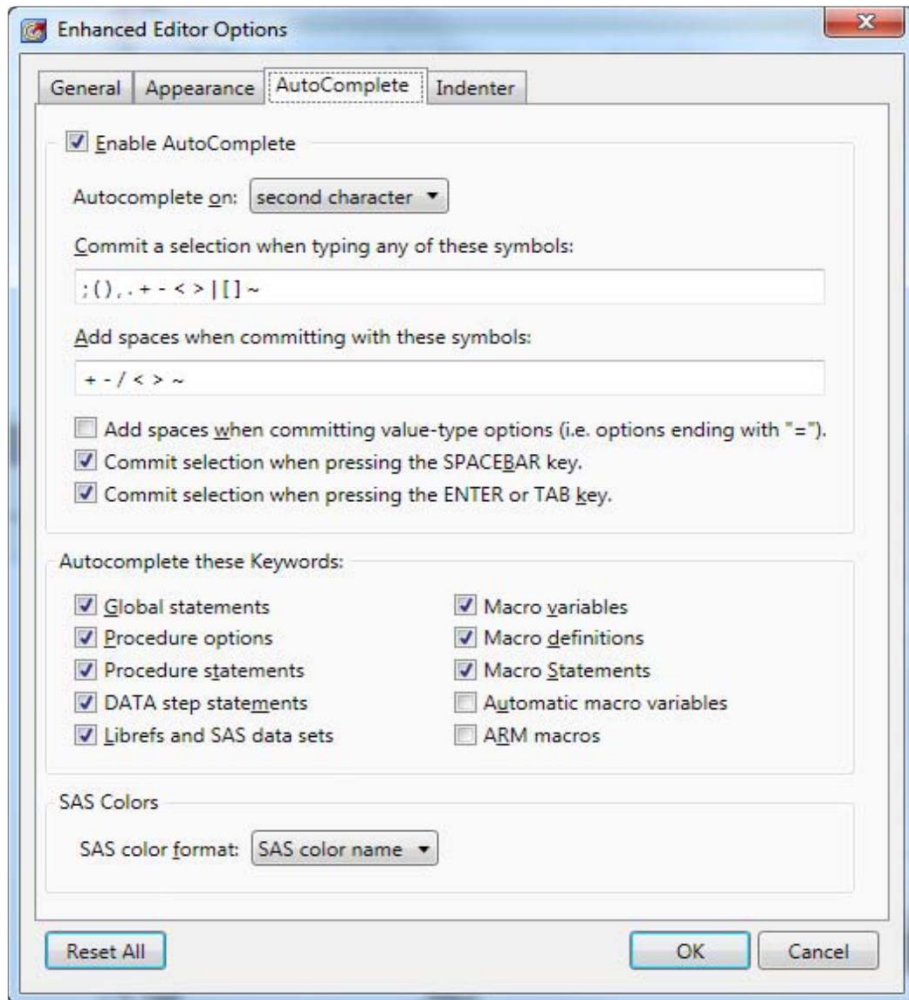 Enhanced Editor Options
General Appearance AutoComplete Indenter
Enable AutoComplete
Autocomplete on: second character
Commit a selection when typing any of these symbols:
;(),.+ - < > | [ ] ~
Add spaces when committing with these symbols:
+ - / < > ~
Add spaces when committing value-type options (i.e. options ending with "=").
Commit selection when pressing the SPACEBAR key.
Commit selection when pressing the ENTER or TAB key.
Autocomplete these Keywords:
Global statements Macro variables
Procedure options Macro definitions
Procedure statements Macro Statements
DATA step statements Automatic macro variables
Librefs and SAS data sets ARM macros
SAS Colors
SAS color format: SAS color name
Reset All OK Cancel